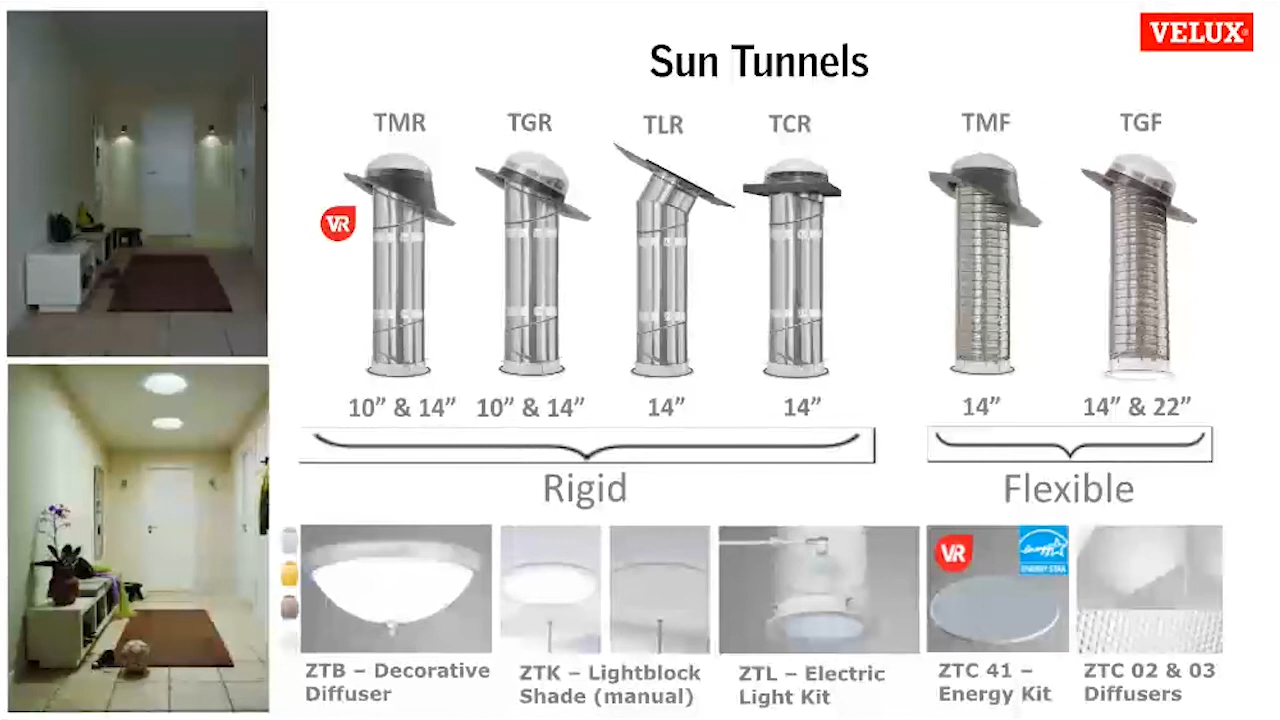 VELUX®
Sun Tunnels
TMR TGR TLR TCR TMF TGF
VR
10” & 14” 10” & 14” 14” 14” 14” 14” & 22”
Rigid Flexible
VR
ENERGY STAR
ZTB – Decorative
Diffuser
ZTK – Lightblock
Shade (manual)
ZTL – Electric
Light Kit
ZTC 41 –
Energy Kit
ZTC 02 & 03
Diffusers